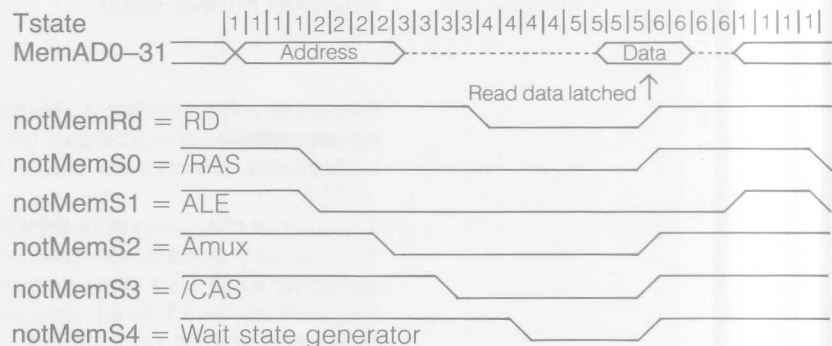 Tstate |1|1|1|1|1|2|2|2|2|3|3|3|3|4|4|4|4|5|5|5|5|6|6|6|6|1|1|1|1|
MemAD0–31 Address Data
Read data latched ↑
notMemRd = RD
notMemS0 = /RAS
notMemS1 = ALE
notMemS2 = Amux
notMemS3 = /CAS
notMemS4 = Wait state generator